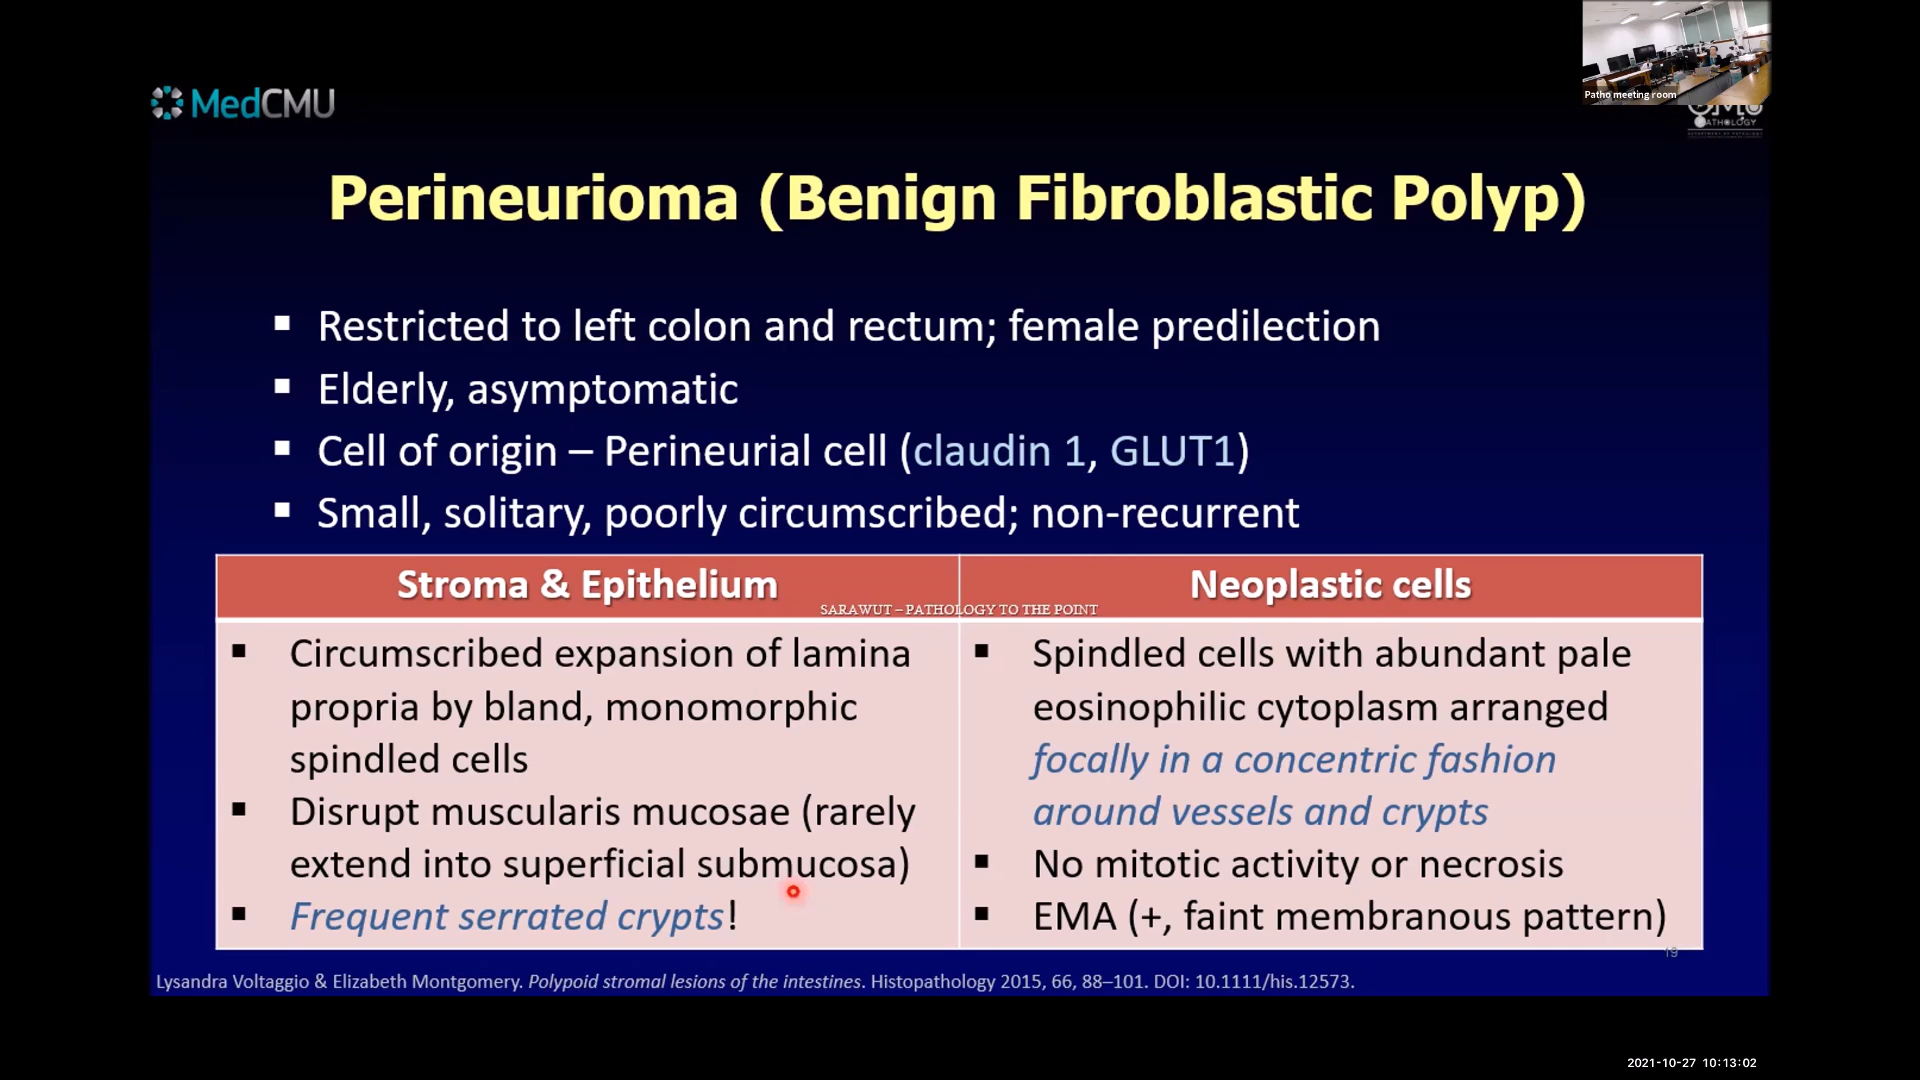 Patho meeting room
MedCMU
PATHOLOGY
Perineurioma (Benign Fibroblastic Polyp)
▪ Restricted to left colon and rectum; female predilection
▪ Elderly, asymptomatic
▪ Cell of origin – Perineurial cell (claudin 1, GLUT1)
▪ Small, solitary, poorly circumscribed; non-recurrent
Stroma & Epithelium
▪ Circumscribed expansion of lamina
propria by bland, monomorphic
spindled cells
▪ Disrupt muscularis mucosae (rarely
extend into superficial submucosa)
▪ Frequent serrated crypts!
Neoplastic cells
▪ Spindled cells with abundant pale
eosinophilic cytoplasm arranged
focally in a concentric fashion
around vessels and crypts
▪ No mitotic activity or necrosis
▪ EMA (+, faint membranous pattern)
SARAWUT – PATHOLOGY TO THE POINT
19
Lysandra Voltaggio & Elizabeth Montgomery. Polypoid stromal lesions of the intestines. Histopathology 2015, 66, 88–101. DOI: 10.1111/his.12573.
2021-10-27 10:13:02